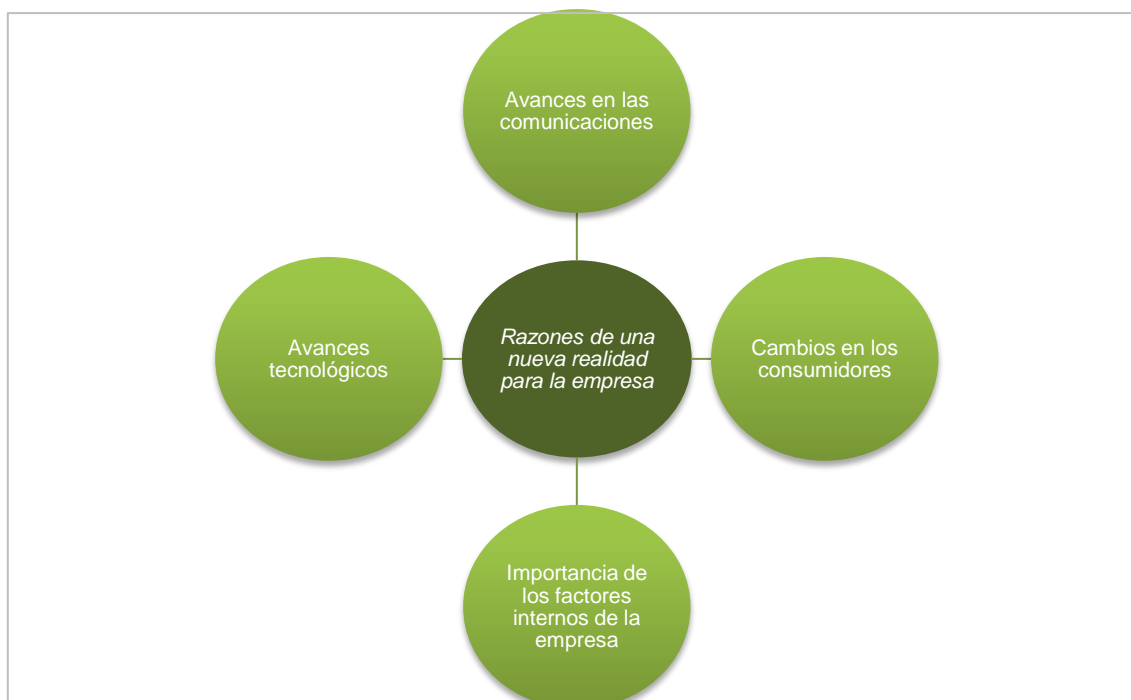 Avances en las
comunicaciones
Avances
tecnológicos
Razones de una
nueva realidad
para la empresa
Cambios en los
consumidores
Importancia de
los factores
internos de la
empresa